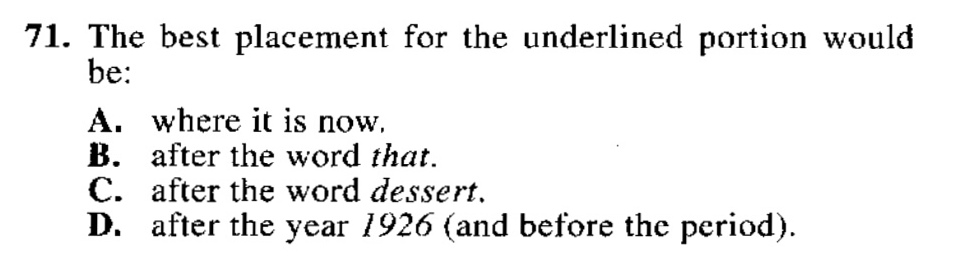 71. The best placement for the underlined portion would
be:
A. where it is now.
B. after the word that.
C. after the word dessert.
D. after the year 1926 (and before the period).